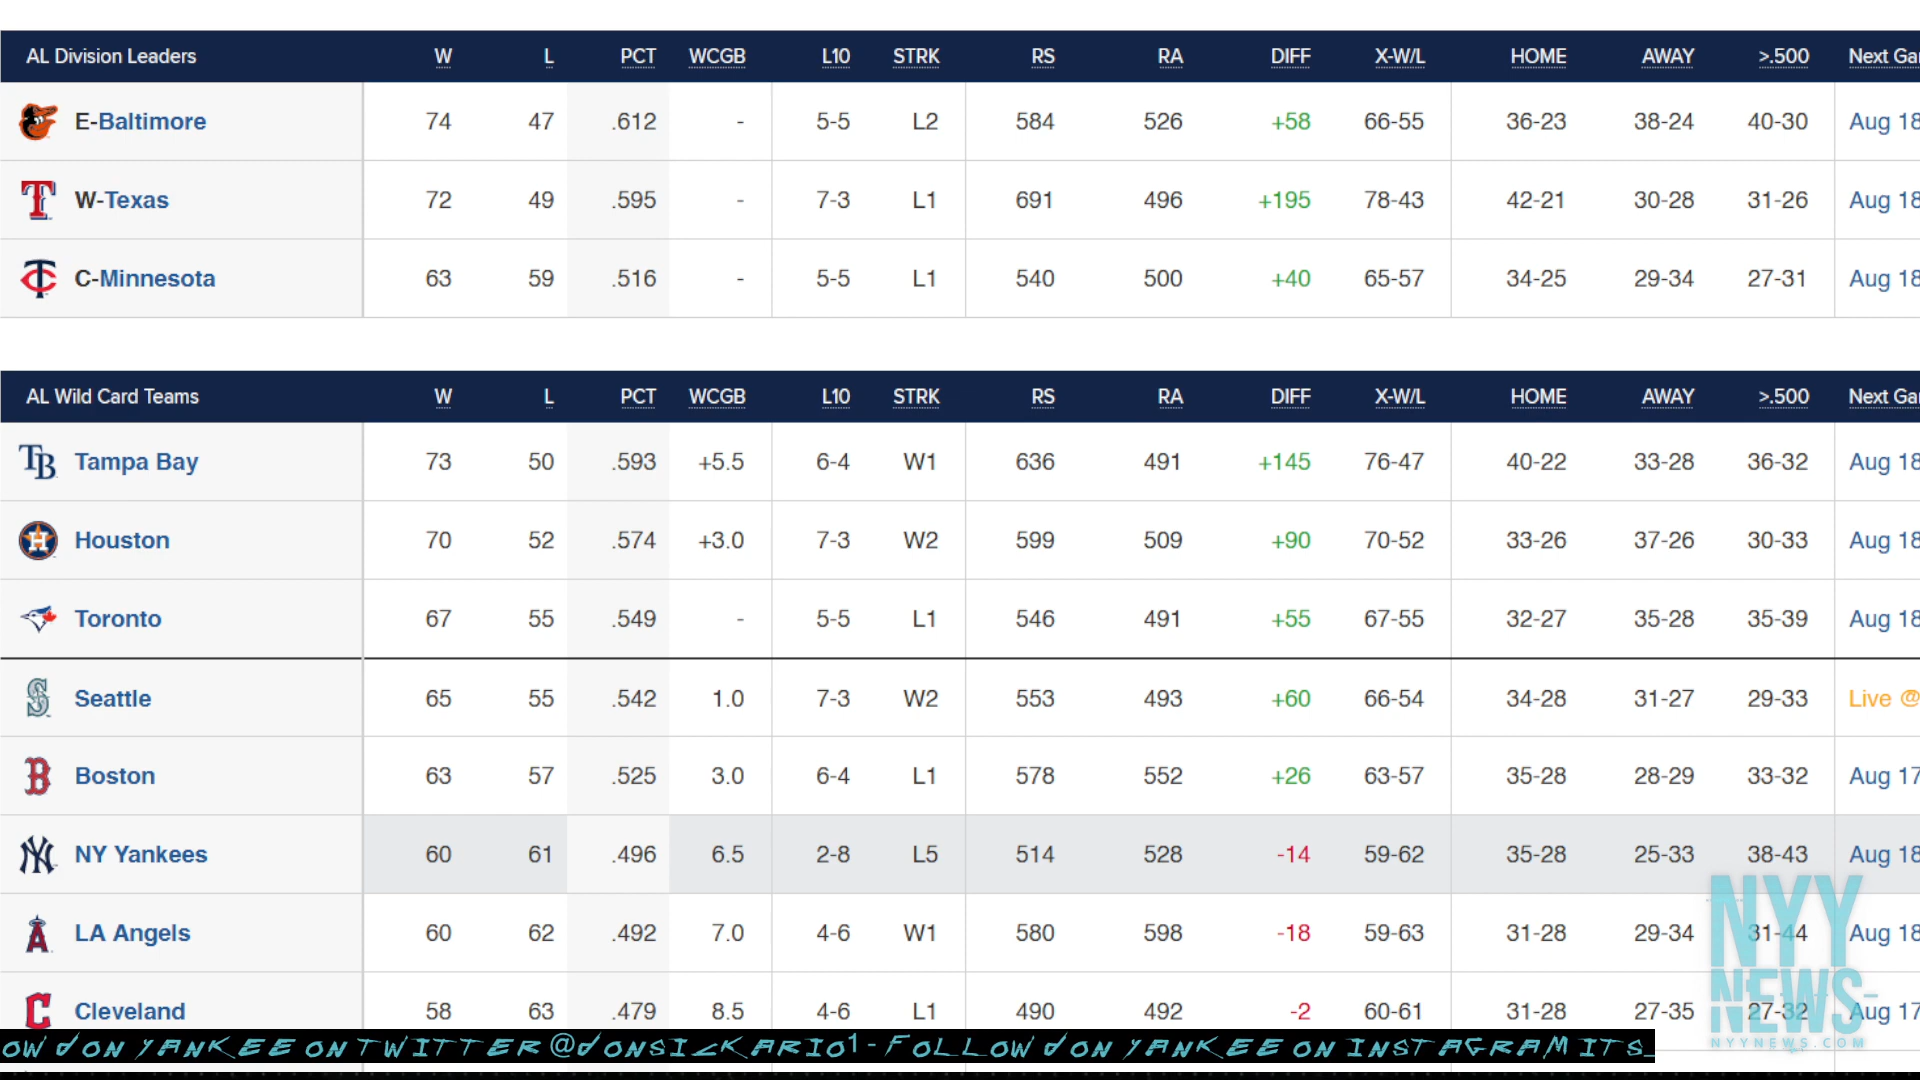 AL Division Leaders W L PCT WCGB L10 STRK RS RA DIFF X-W/L HOME AWAY >.500 Next Ga
E-Baltimore 74 47 .612 - 5-5 L2 584 526 +58 66-55 36-23 38-24 40-30 Aug 18
W-Texas 72 49 .595 - 7-3 L1 691 496 +195 78-43 42-21 30-28 31-26 Aug 18
C-Minnesota 63 59 .516 - 5-5 L1 540 500 +40 65-57 34-25 29-34 27-31 Aug 18
AL Wild Card Teams W L PCT WCGB L10 STRK RS RA DIFF X-W/L HOME AWAY >.500 Next Ga
TB Tampa Bay 73 50 .593 +5.5 6-4 W1 636 491 +145 76-47 40-22 33-28 36-32 Aug 18
H Houston 70 52 .574 +3.0 7-3 W2 599 509 +90 70-52 33-26 37-26 30-33 Aug 18
Toronto 67 55 .549 - 5-5 L1 546 491 +55 67-55 32-27 35-28 35-39 Aug 18
S Seattle 65 55 .542 1.0 7-3 W2 553 493 +60 66-54 34-28 31-27 29-33 Live @
B Boston 63 57 .525 3.0 6-4 L1 578 552 +26 63-57 35-28 28-29 33-32 Aug 17
NY NY Yankees 60 61 .496 6.5 2-8 L5 514 528 -14 59-62 35-28 25-33 38-43 Aug 18
A LA Angels 60 62 .492 7.0 4-6 W1 580 598 -18 59-63 31-28 29-34 31-44 Aug 18
C Cleveland 58 63 .479 8.5 4-6 L1 490 492 -2 60-61 31-28 27-35 27-32 Aug 17
NYY
NEWS
NYYNEWS.COM
OW DON YANKEE ON TWITTER @DONSICKARIO1 - FOLLOW DON YANKEE ON INSTAGRAM ITS_